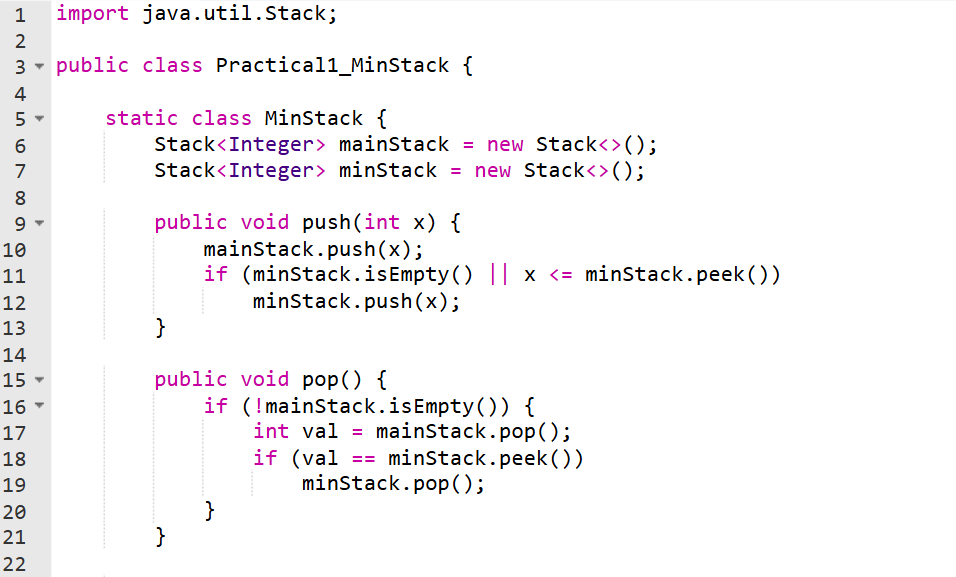 1 import java.util.Stack;
2
3 public class Practical1_MinStack {
4
5     static class MinStack {
6         Stack<Integer> mainStack = new Stack<>();
7         Stack<Integer> minStack = new Stack<>();
8
9         public void push(int x) {
10             mainStack.push(x);
11             if (minStack.isEmpty() || x <= minStack.peek())
12                 minStack.push(x);
13         }
14
15         public void pop() {
16             if (!mainStack.isEmpty()) {
17                 int val = mainStack.pop();
18                 if (val == minStack.peek())
19                     minStack.pop();
20             }
21         }
22